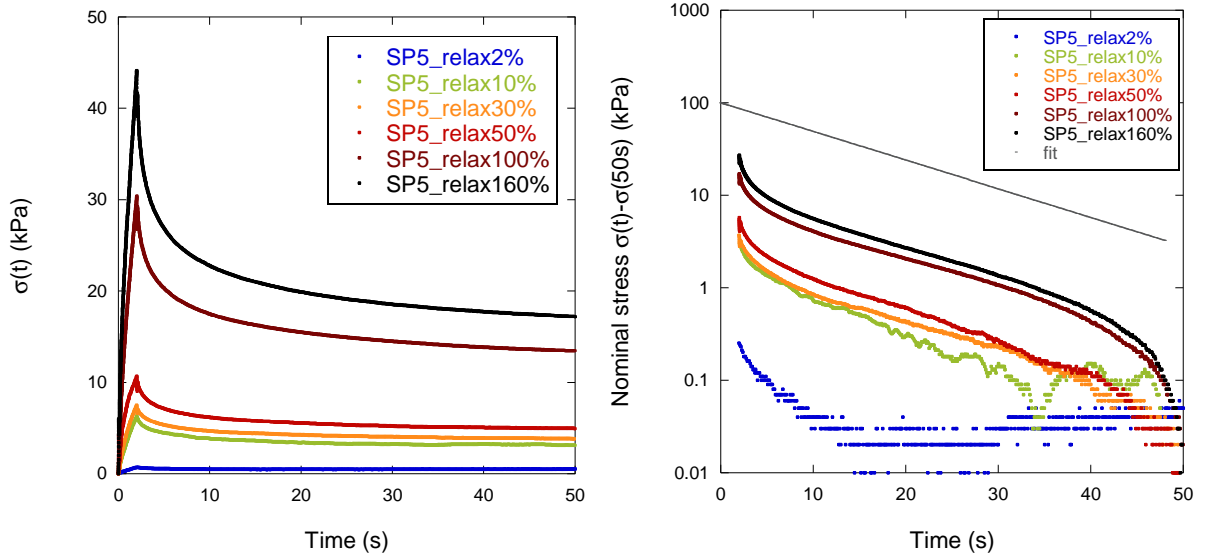 50
40
30
20
10
0
σ(t) (kPa)
SP5_relax2%
SP5_relax10%
SP5_relax30%
SP5_relax50%
SP5_relax100%
SP5_relax160%
0 10 20 30 40 50
Time (s)
1000
100
10
1
0.1
0.01
Nominal stress σ(t)-σ(50s) (kPa)
SP5_relax2%
SP5_relax10%
SP5_relax30%
SP5_relax50%
SP5_relax100%
SP5_relax160%
fit
0 10 20 30 40 50
Time (s)